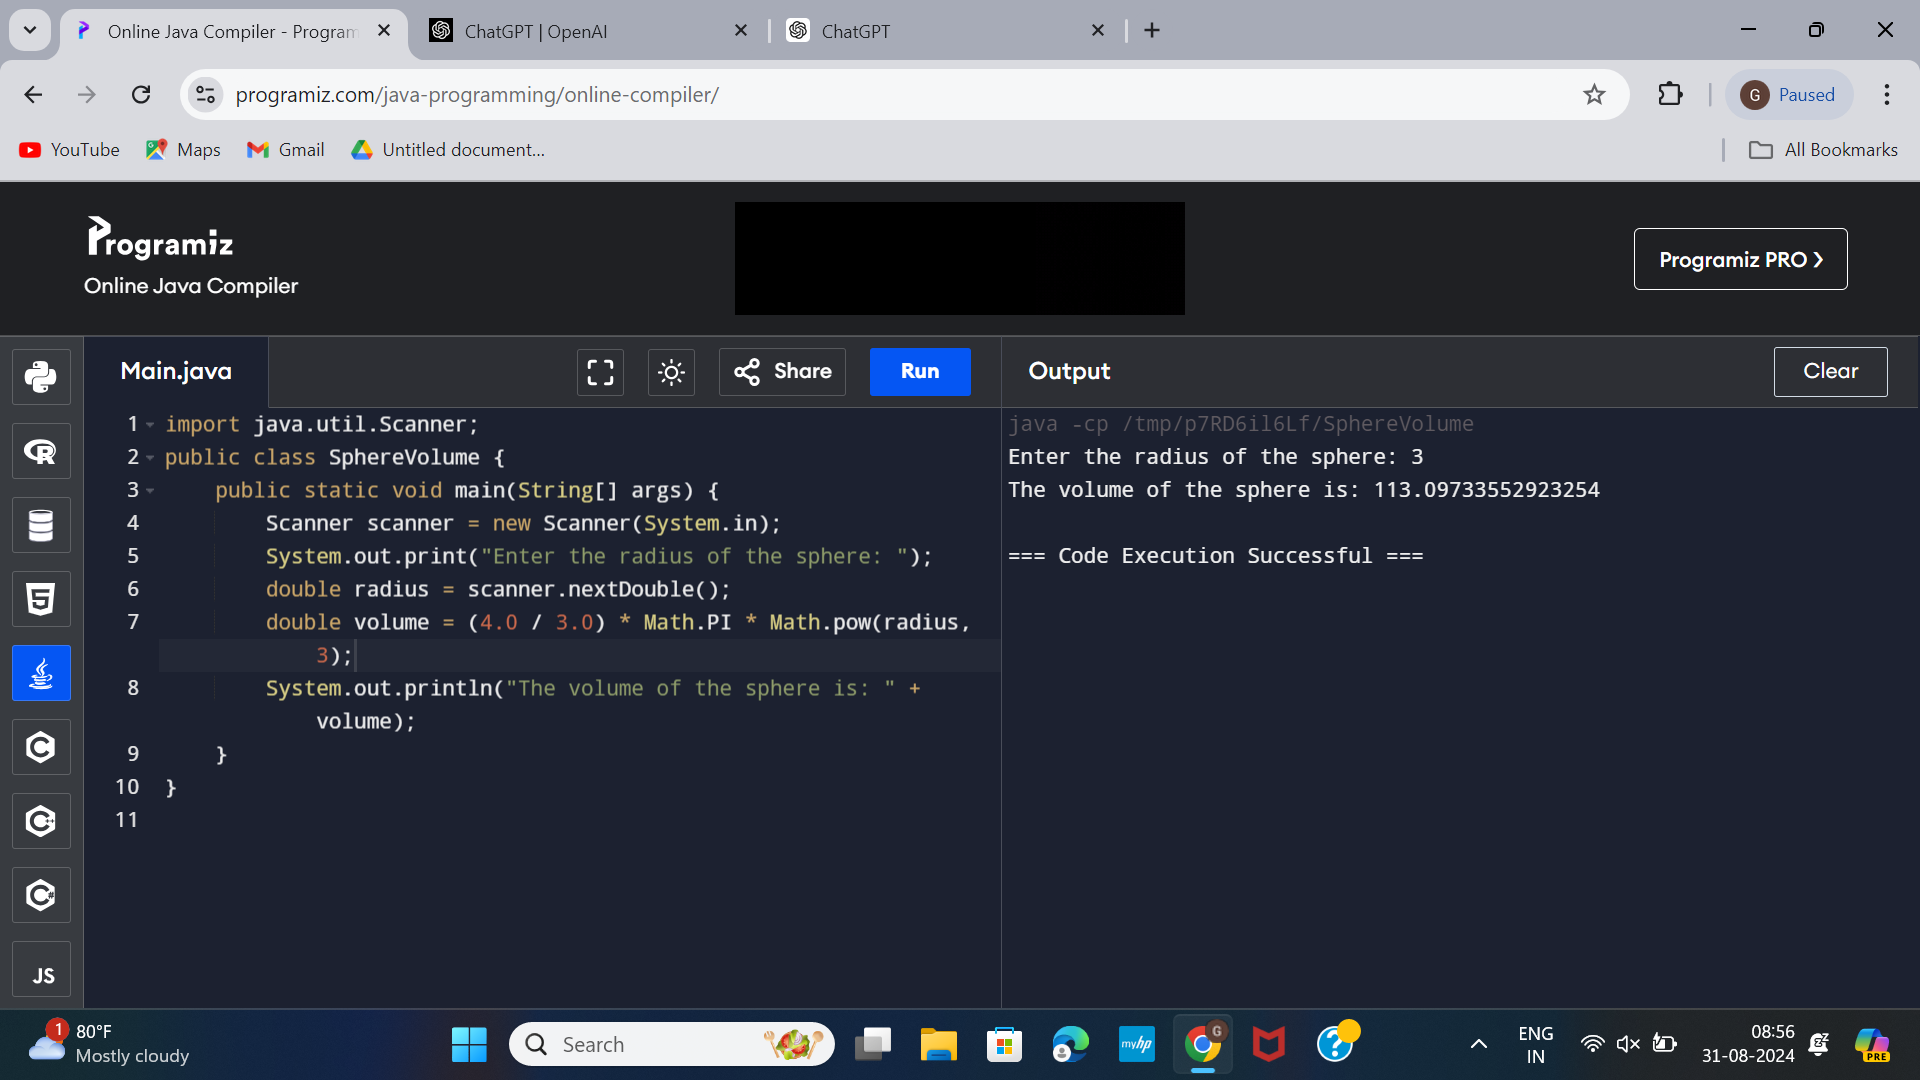 Online Java Compiler - Program
ChatGPT | OpenAI
ChatGPT
programiz.com/java-programming/online-compiler/
G
Paused
YouTube
Maps
Gmail
Untitled document...
All Bookmarks
Programiz
Online Java Compiler
Programiz PRO ❯
Main.java
Share
Run
Output
Clear
1 import java.util.Scanner;
2 public class SphereVolume {
3 public static void main(String[] args) {
4 Scanner scanner = new Scanner(System.in);
5 System.out.print("Enter the radius of the sphere: ");
6 double radius = scanner.nextDouble();
7 double volume = (4.0 / 3.0) * Math.PI * Math.pow(radius,
3);
8 System.out.println("The volume of the sphere is: " +
volume);
9 }
10 }
11
java -cp /tmp/p7RD6il6Lf/SphereVolume
Enter the radius of the sphere: 3
The volume of the sphere is: 113.09733552923254
=== Code Execution Successful ===
R
5
C
C++
C#
JS
1
80°F
Mostly cloudy
Search
myhp
G
?
ENG
IN
08:56
31-08-2024
PRE